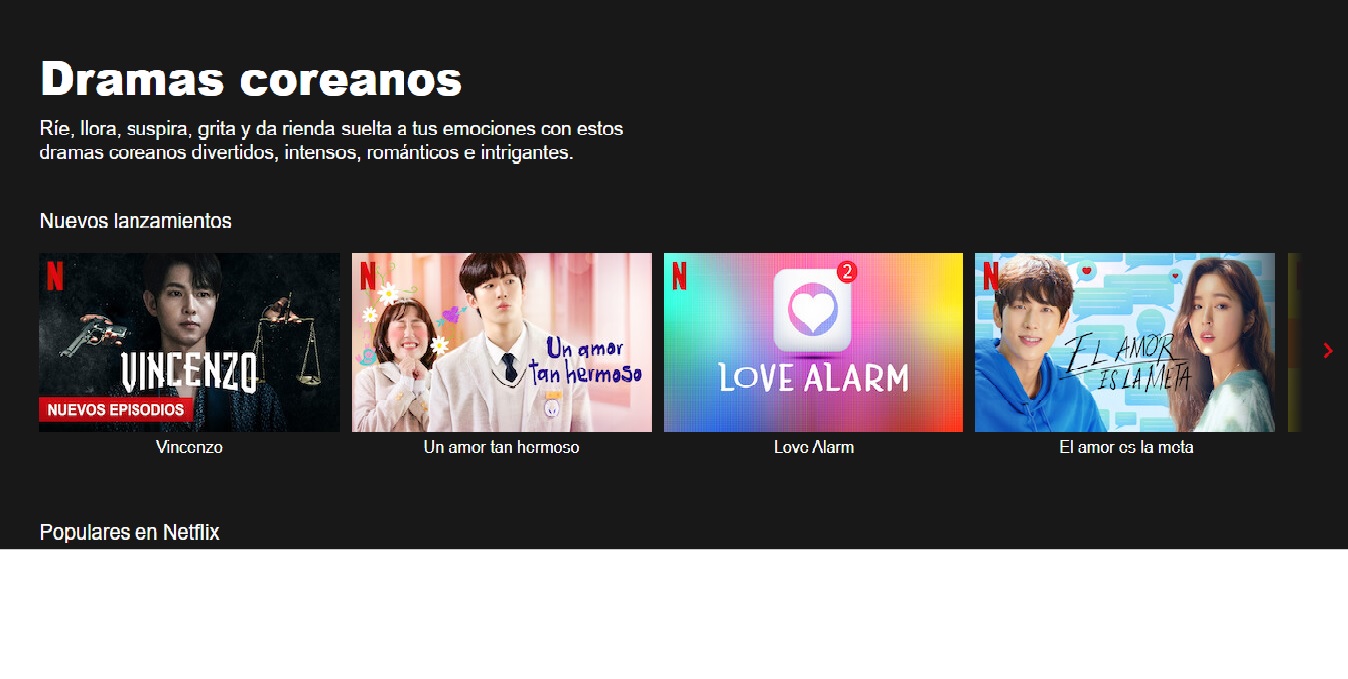 Dramas coreanos
Ríe, llora, suspira, grita y da rienda suelta a tus emociones con estos
dramas coreanos divertidos, intensos, románticos e intrigantes.
Nuevos lanzamientos
N
VINCENZO
NUEVOS EPISODIOS
N
Un amor
tan hermoso
N
2
LOVE ALARM
N
EL AMOR
ES LA META
Vincenzo
Un amor tan hermoso
Love Alarm
El amor es la meta
Populares en Netflix